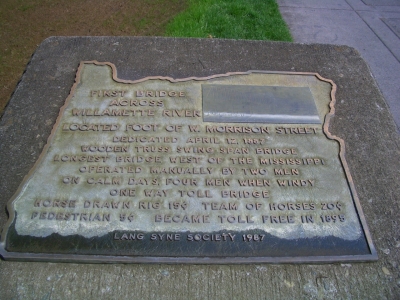 FIRST BRIDGE
ACROSS
WILLAMETTE RIVER
LOCATED FOOT OF W. MORRISON STREET
DEDICATED APRIL 12, 1887
WOODEN TRUSS SWING SPAN BRIDGE
LONGEST BRIDGE WEST OF THE MISSISSIPPI
OPERATED MANUALLY BY TWO MEN
ON CALM DAYS, FOUR MEN WHEN WINDY
ONE WAY TOLL BRIDGE
HORSE DRAWN RIG 15¢ TEAM OF HORSES 20¢
PEDESTRIAN 5¢ BECAME TOLL FREE IN 1895
LANG SYNE SOCIETY 1987